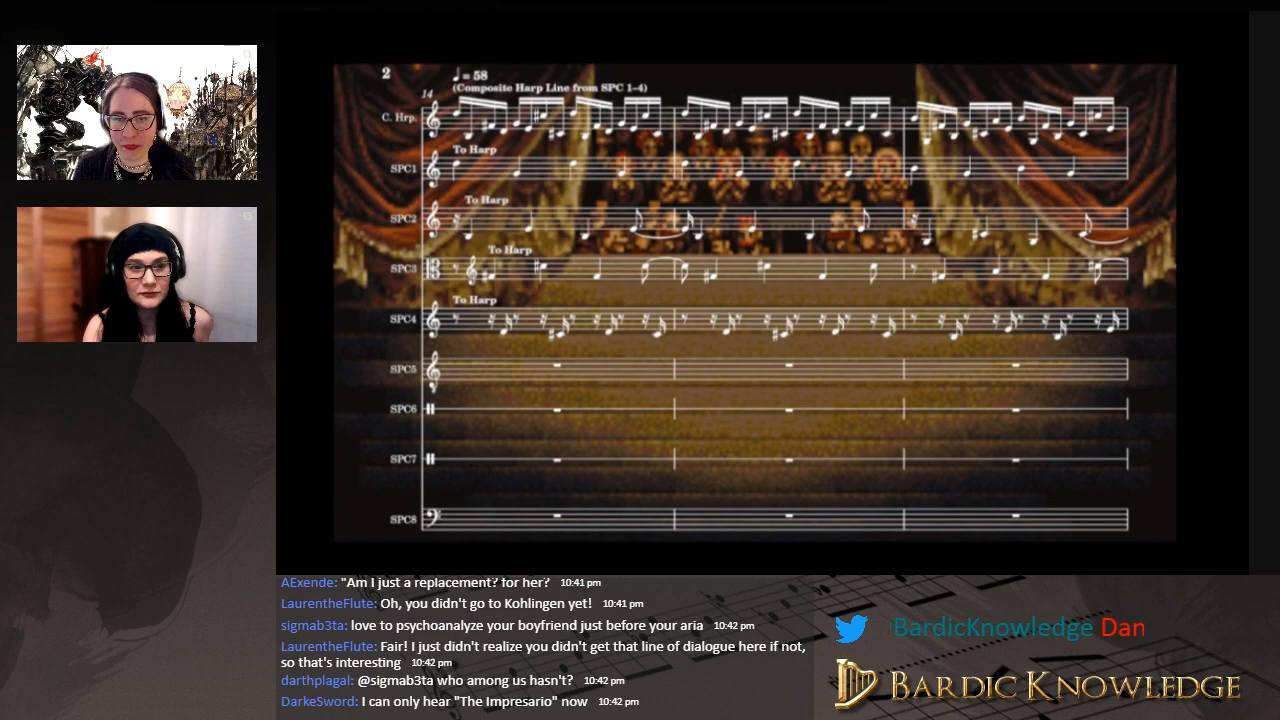 2
♩ = 58
(Composite Harp Line from SPC 1–4)
14
C. Hrp.
To Harp
SPC1
To Harp
SPC2
To Harp
SPC3
To Harp
SPC4
SPC5
SPC6
SPC7
SPC8
AExende: "Am I just a replacement? for her? 10:41 pm
LaurentheFlute: Oh, you didn't go to Kohlingen yet! 10:41 pm
sigmab3ta: love to psychoanalyze your boyfriend just before your aria 10:42 pm
LaurentheFlute: Fair! I just didn't realize you didn't get that line of dialogue here if not,
so that's interesting 10:42 pm
darthplagal: @sigmab3ta who among us hasn't? 10:42 pm
DarkeSword: I can only hear "The Impresario" now 10:42 pm
BardicKnowledge Dan
BARDIC KNOWLEDGE